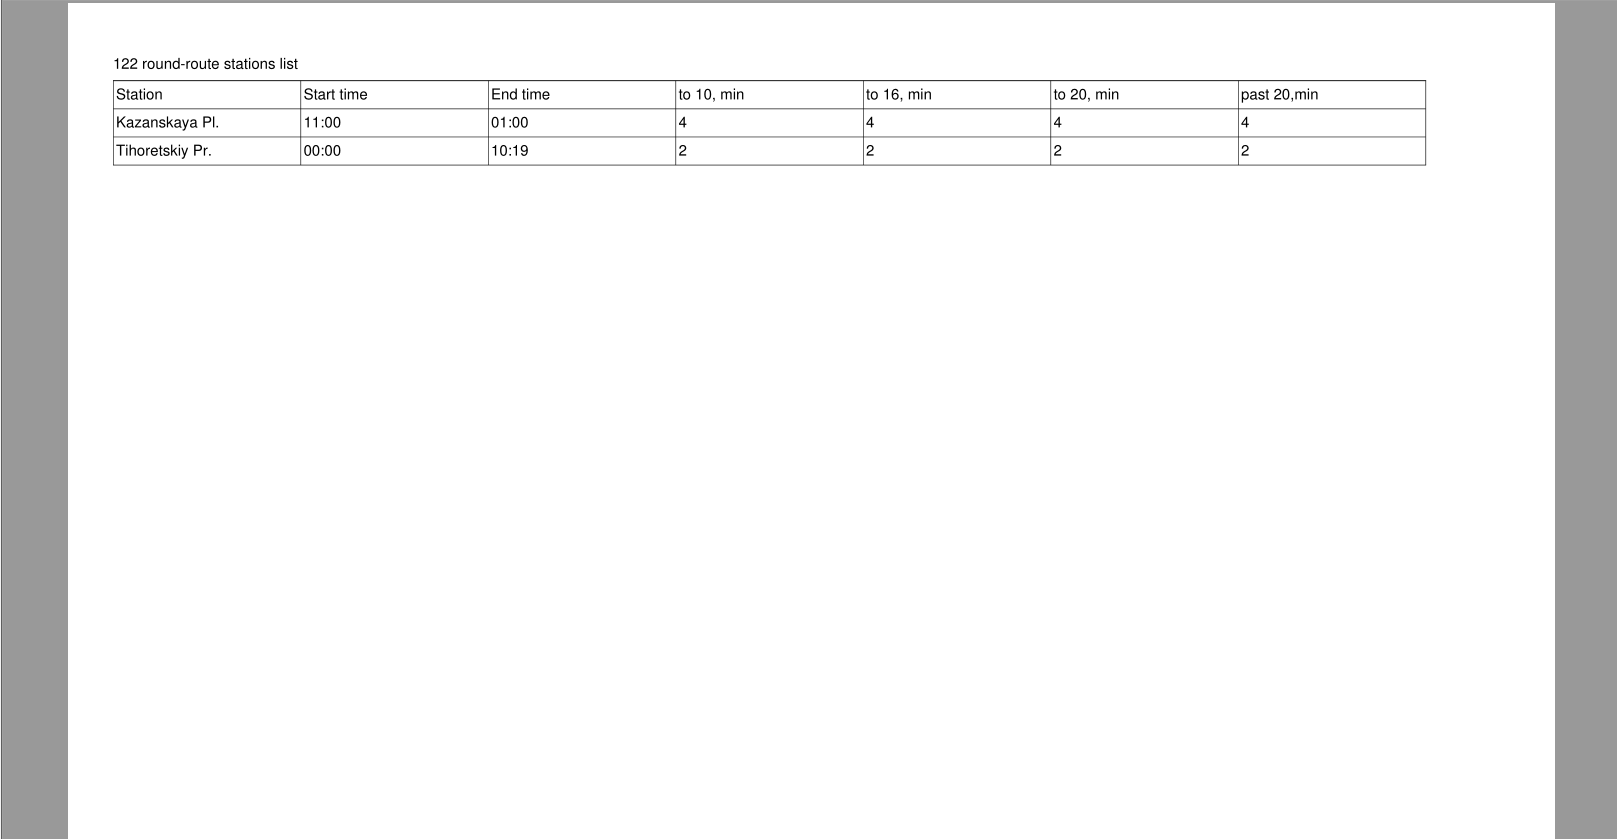 122 round-route stations list
Station Start time End time to 10, min to 16, min to 20, min past 20,min
Kazanskaya Pl. 11:00 01:00 4 4 4 4
Tihoretskiy Pr. 00:00 10:19 2 2 2 2